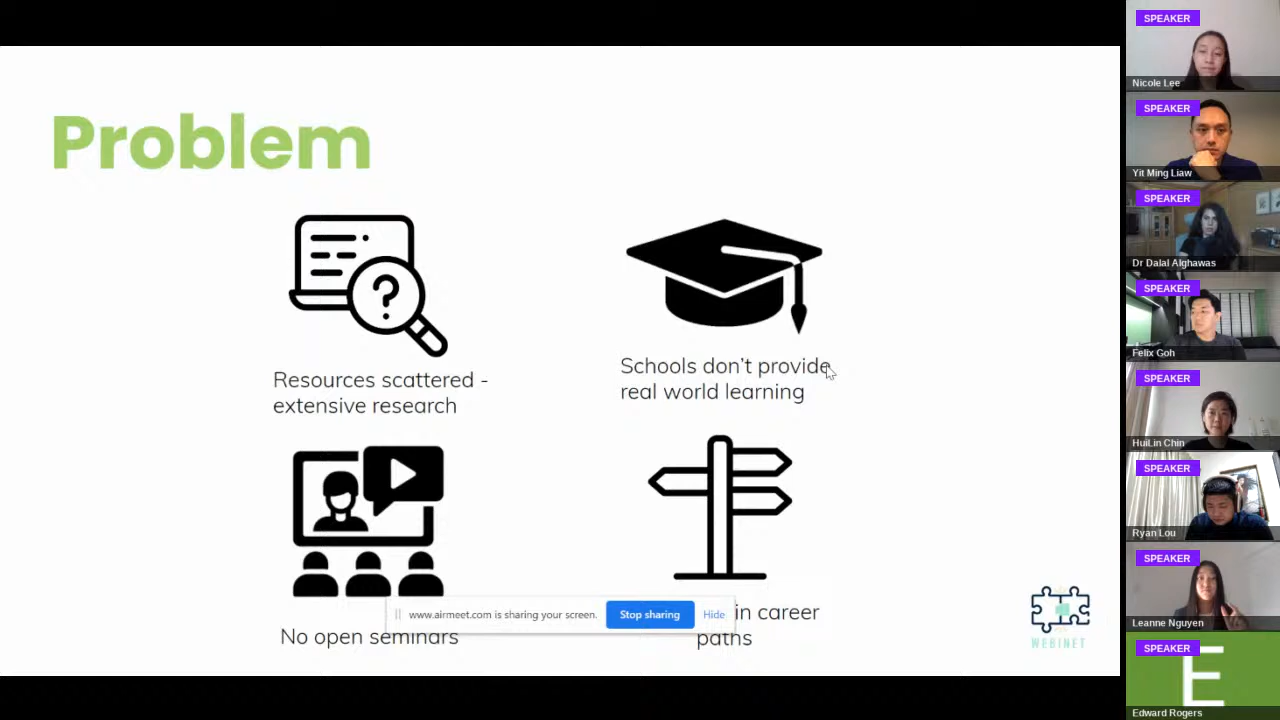 Problem
?
Resources scattered -
extensive research
Schools don’t provide
real world learning
No open seminars
in career
paths
www.airmeet.com is sharing your screen.
Stop sharing
Hide
WEBINET
SPEAKER
Nicole Lee
SPEAKER
Yit Ming Liaw
SPEAKER
Dr Dalal Alghawas
SPEAKER
Felix Goh
SPEAKER
HuiLin Chin
SPEAKER
Ryan Lou
SPEAKER
Leanne Nguyen
SPEAKER
E
Edward Rogers